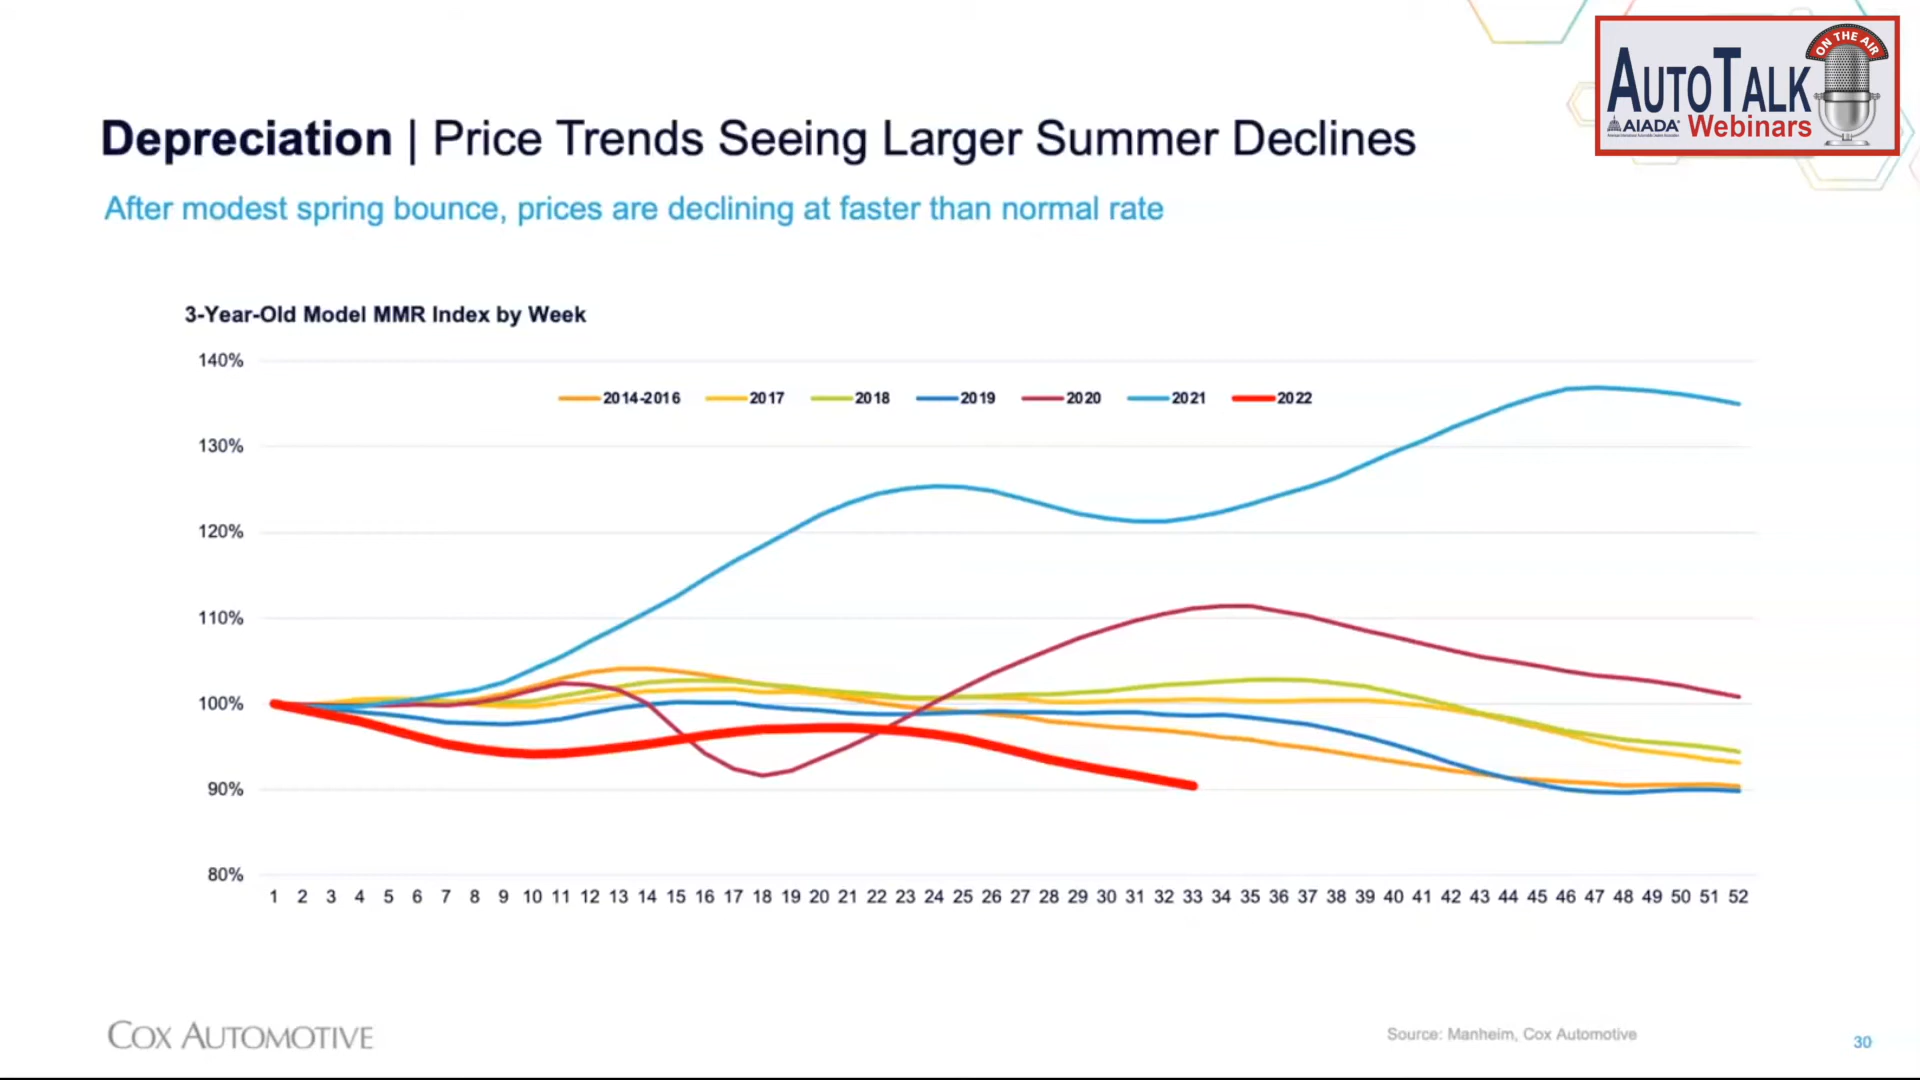 ON THE AIR
AUTOTALK
AIADA Webinars
Depreciation | Price Trends Seeing Larger Summer Declines
After modest spring bounce, prices are declining at faster than normal rate
3-Year-Old Model MMR Index by Week
140%
2014-2016 2017 2018 2019 2020 2021 2022
130%
120%
110%
100%
90%
80%
1 2 3 4 5 6 7 8 9 10 11 12 13 14 15 16 17 18 19 20 21 22 23 24 25 26 27 28 29 30 31 32 33 34 35 36 37 38 39 40 41 42 43 44 45 46 47 48 49 50 51 52
COX AUTOMOTIVE
Source: Manheim, Cox Automotive
30